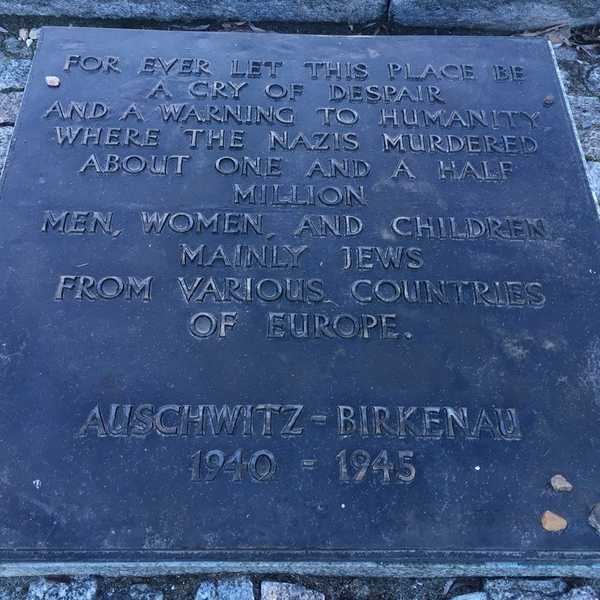 FOR EVER LET THIS PLACE BE
A CRY OF DESPAIR
AND A WARNING TO HUMANITY
WHERE THE NAZIS MURDERED
ABOUT ONE AND A HALF
MILLION
MEN, WOMEN, AND CHILDREN,
MAINLY JEWS
FROM VARIOUS COUNTRIES
OF EUROPE.
AUSCHWITZ - BIRKENAU
1940 - 1945